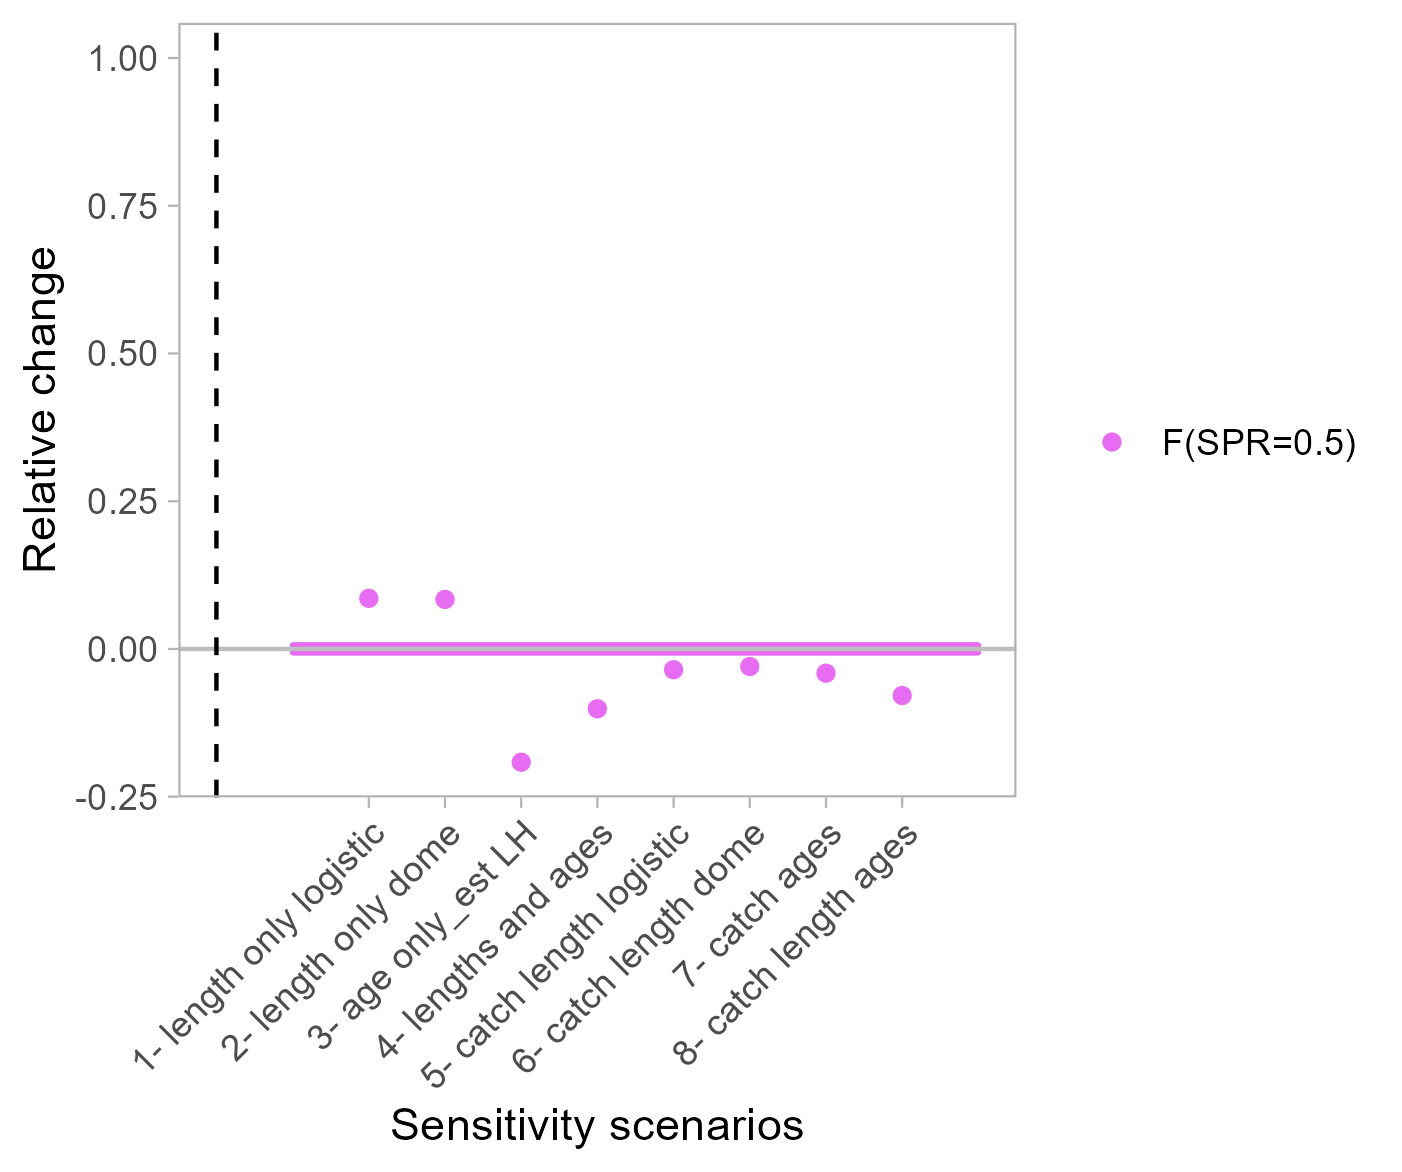 1.00
0.75
0.50
0.25
0.00
-0.25
Relative change
1- length only logistic
2- length only dome
3- age only_est LH
4- lengths and ages
5- catch length logistic
6- catch length dome
7- catch ages
8- catch length ages
Sensitivity scenarios
F(SPR=0.5)